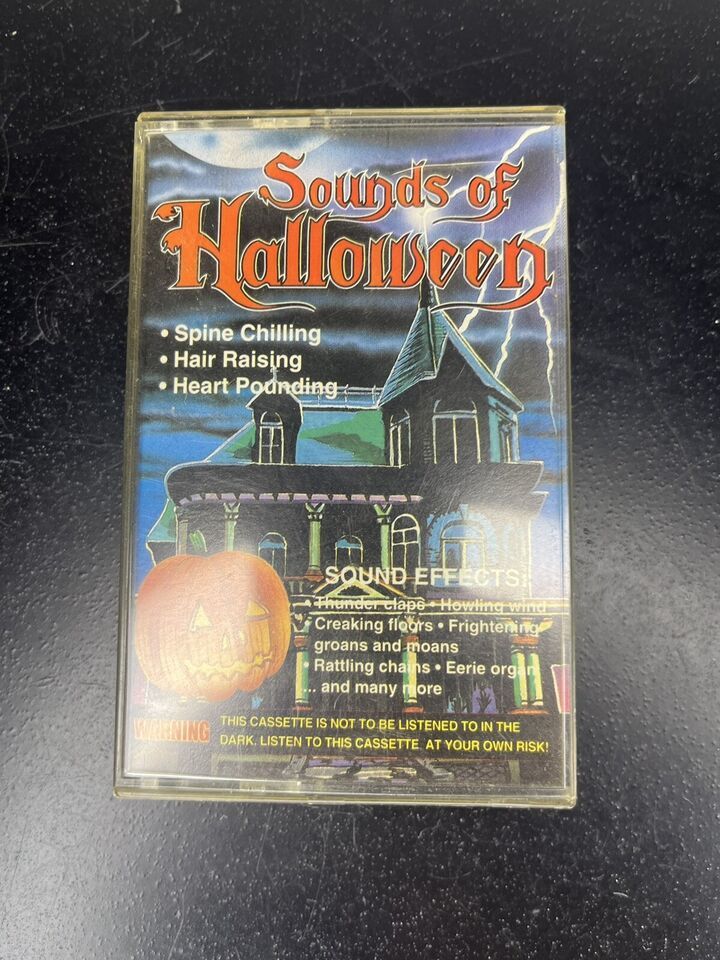 Sounds of
Halloween
• Spine Chilling
• Hair Raising
• Heart Pounding
SOUND EFFECTS:
• Thunder claps • Howling wind
• Creaking floors • Frightening
groans and moans
• Rattling chains • Eerie organ
... and many more
WARNING THIS CASSETTE IS NOT TO BE LISTENED TO IN THE
DARK. LISTEN TO THIS CASSETTE AT YOUR OWN RISK!